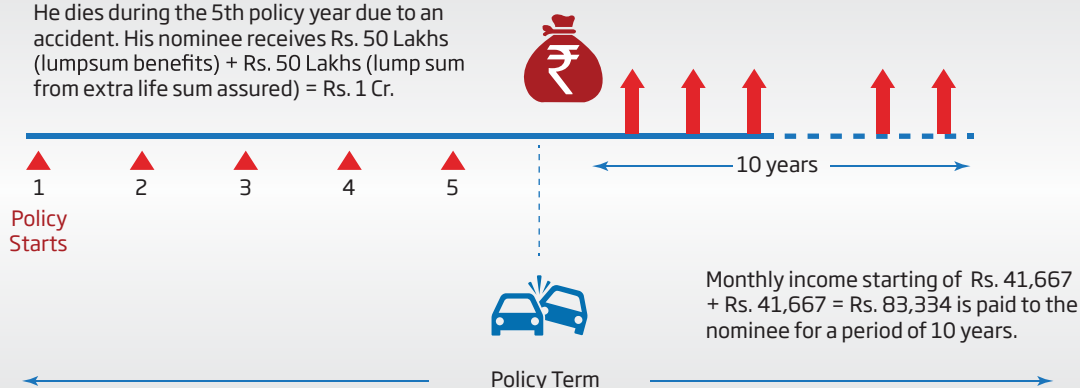 He dies during the 5th policy year due to an
accident. His nominee receives Rs. 50 Lakhs
(lumpsum benefits) + Rs. 50 Lakhs (lump sum
from extra life sum assured) = Rs. 1 Cr.
₹
10 years
1 2 3 4 5
Policy
Starts
Monthly income starting of Rs. 41,667
+ Rs. 41,667 = Rs. 83,334 is paid to the
nominee for a period of 10 years.
Policy Term